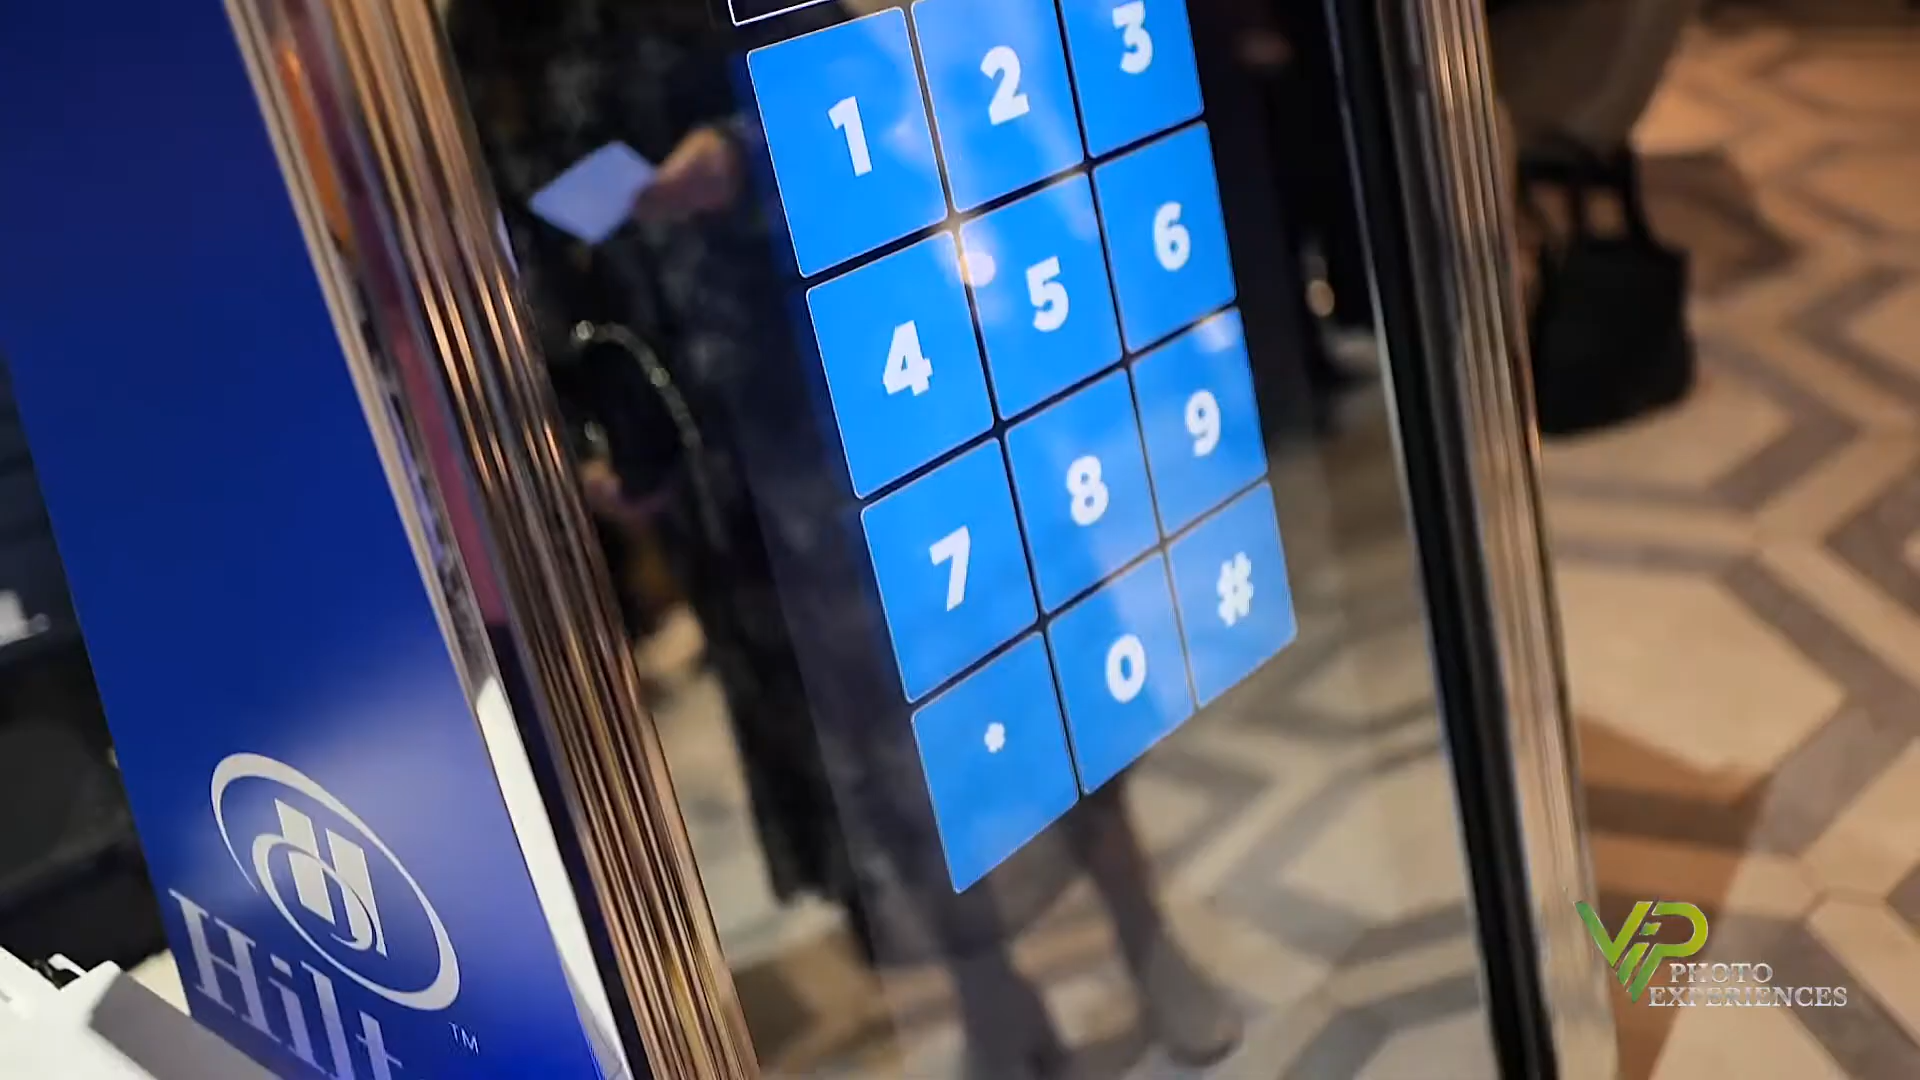 1 2 3
4 5 6
7 8 9
* 0 #
Hilt
TM
VIP
PHOTO
EXPERIENCES